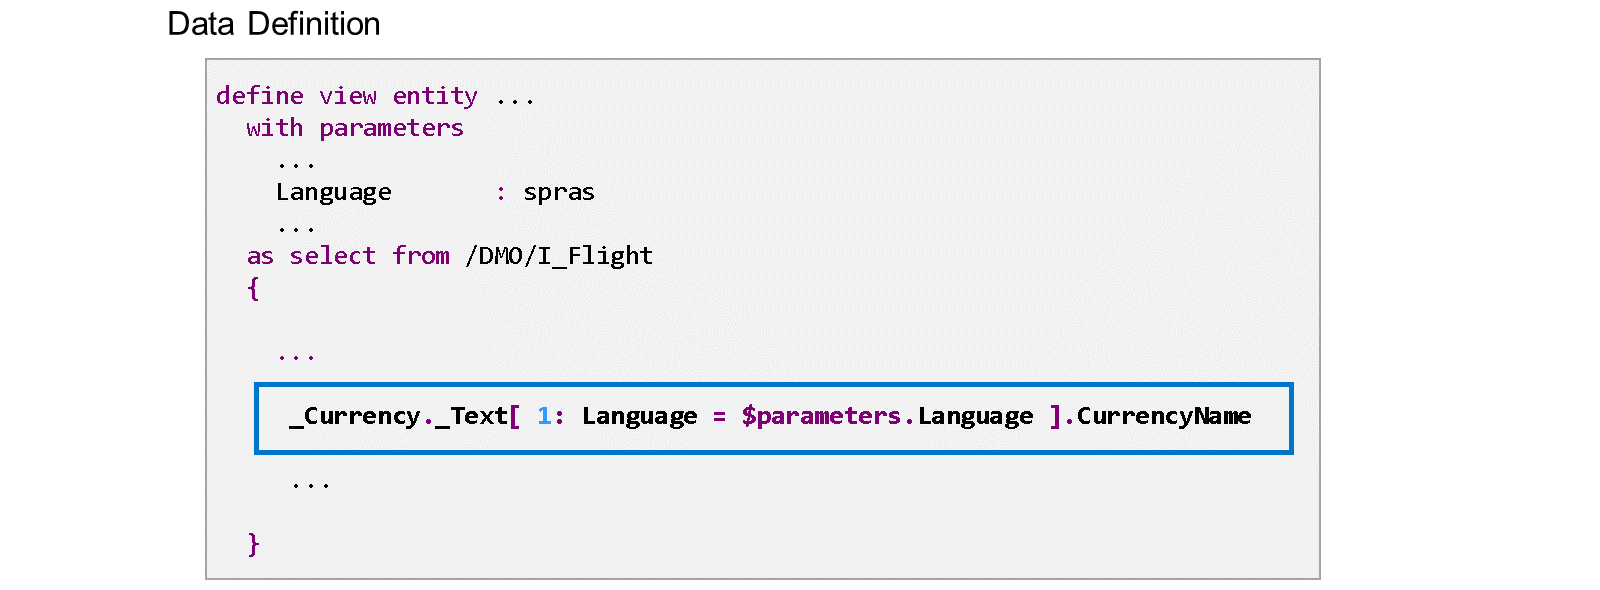 Data Definition
define view entity ...
with parameters
...
Language : spras
...
as select from /DMO/I_Flight
{
...
_Currency._Text[ 1: Language = $parameters.Language ].CurrencyName
...
}